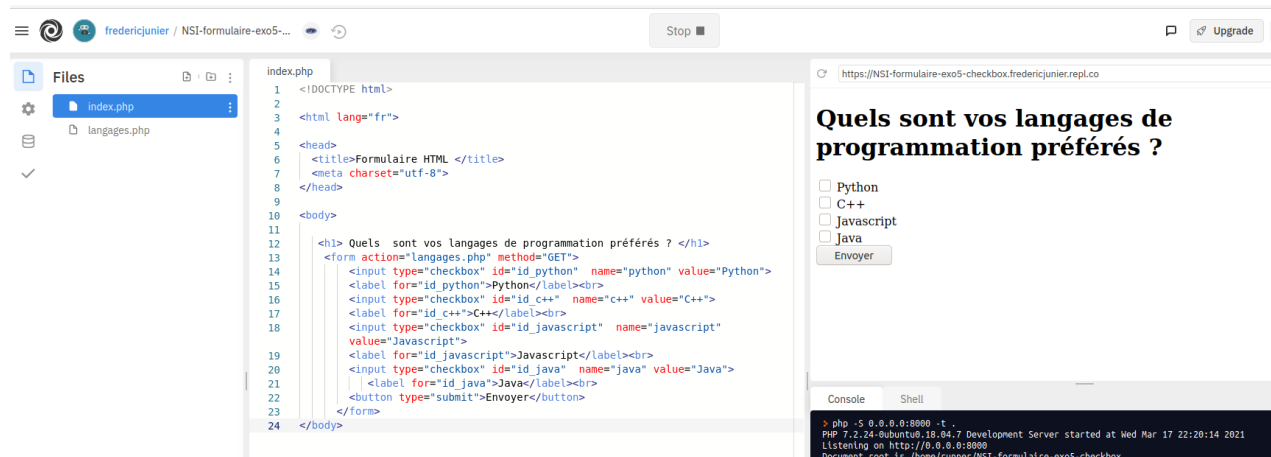 fredericjunier / NSI-formulaire-exo5-...
Stop
Upgrade
Files
index.php
langages.php
index.php
1 <!DOCTYPE html>
2
3 <html lang="fr">
4
5 <head>
6 <title>Formulaire HTML </title>
7 <meta charset="utf-8">
8 </head>
9
10 <body>
11
12 <h1> Quels  sont vos langages de programmation préférés ? </h1>
13 <form action="langages.php" method="GET">
14 <input type="checkbox" id="id_python"  name="python" value="Python">
15 <label for="id_python">Python</label><br>
16 <input type="checkbox" id="id_c++"  name="c++" value="C++">
17 <label for="id_c++">C++</label><br>
18 <input type="checkbox" id="id_javascript"  name="javascript"
value="Javascript">
19 <label for="id_javascript">Javascript</label><br>
20 <input type="checkbox" id="id_java"  name="java" value="Java">
21 <label for="id_java">Java</label><br>
22 <button type="submit">Envoyer</button>
23 </form>
24 </body>
https://NSI-formulaire-exo5-checkbox.fredericjunier.repl.co
Quels sont vos langages de
programmation préférés ?
Python
C++
Javascript
Java
Envoyer
Console Shell
> php -S 0.0.0.0:8000 -t .
PHP 7.2.24-0ubuntu0.18.04.7 Development Server started at Wed Mar 17 22:20:14 2021
Listening on http://0.0.0.0:8000
Document root is /home/runner/NSI-formulaire-exo5-checkbox